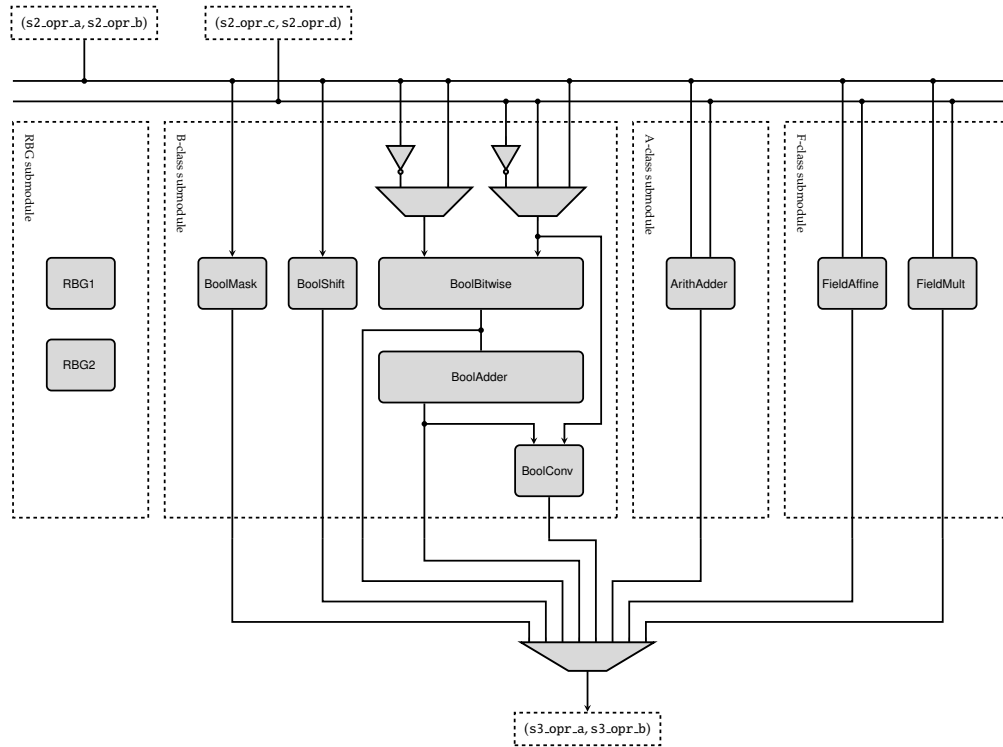 (s2_opr_a, s2_opr_b)
(s2_opr_c, s2_opr_d)
RBG submodule
B-class submodule
A-class submodule
F-class submodule
RBG1
BoolMask
BoolShift
BoolBitwise
ArithAdder
FieldAffine
FieldMult
RBG2
BoolAdder
BoolConv
(s3_opr_a, s3_opr_b)